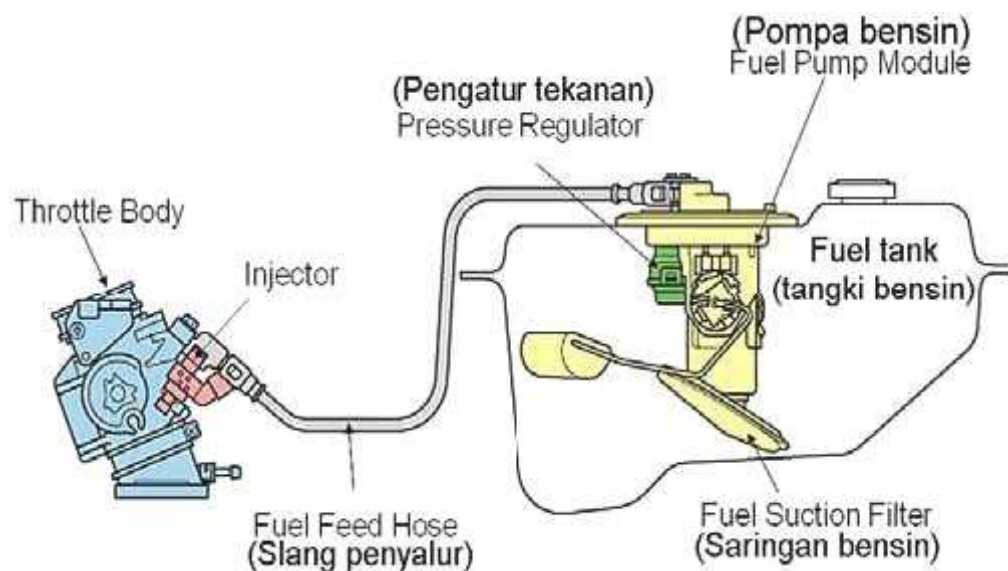 (Pompa bensin)
Fuel Pump Module
(Pengatur tekanan)
Pressure Regulator
Throttle Body
Injector
Fuel tank
(tangki bensin)
Fuel Feed Hose
(Slang penyalur)
Fuel Suction Filter
(Saringan bensin)